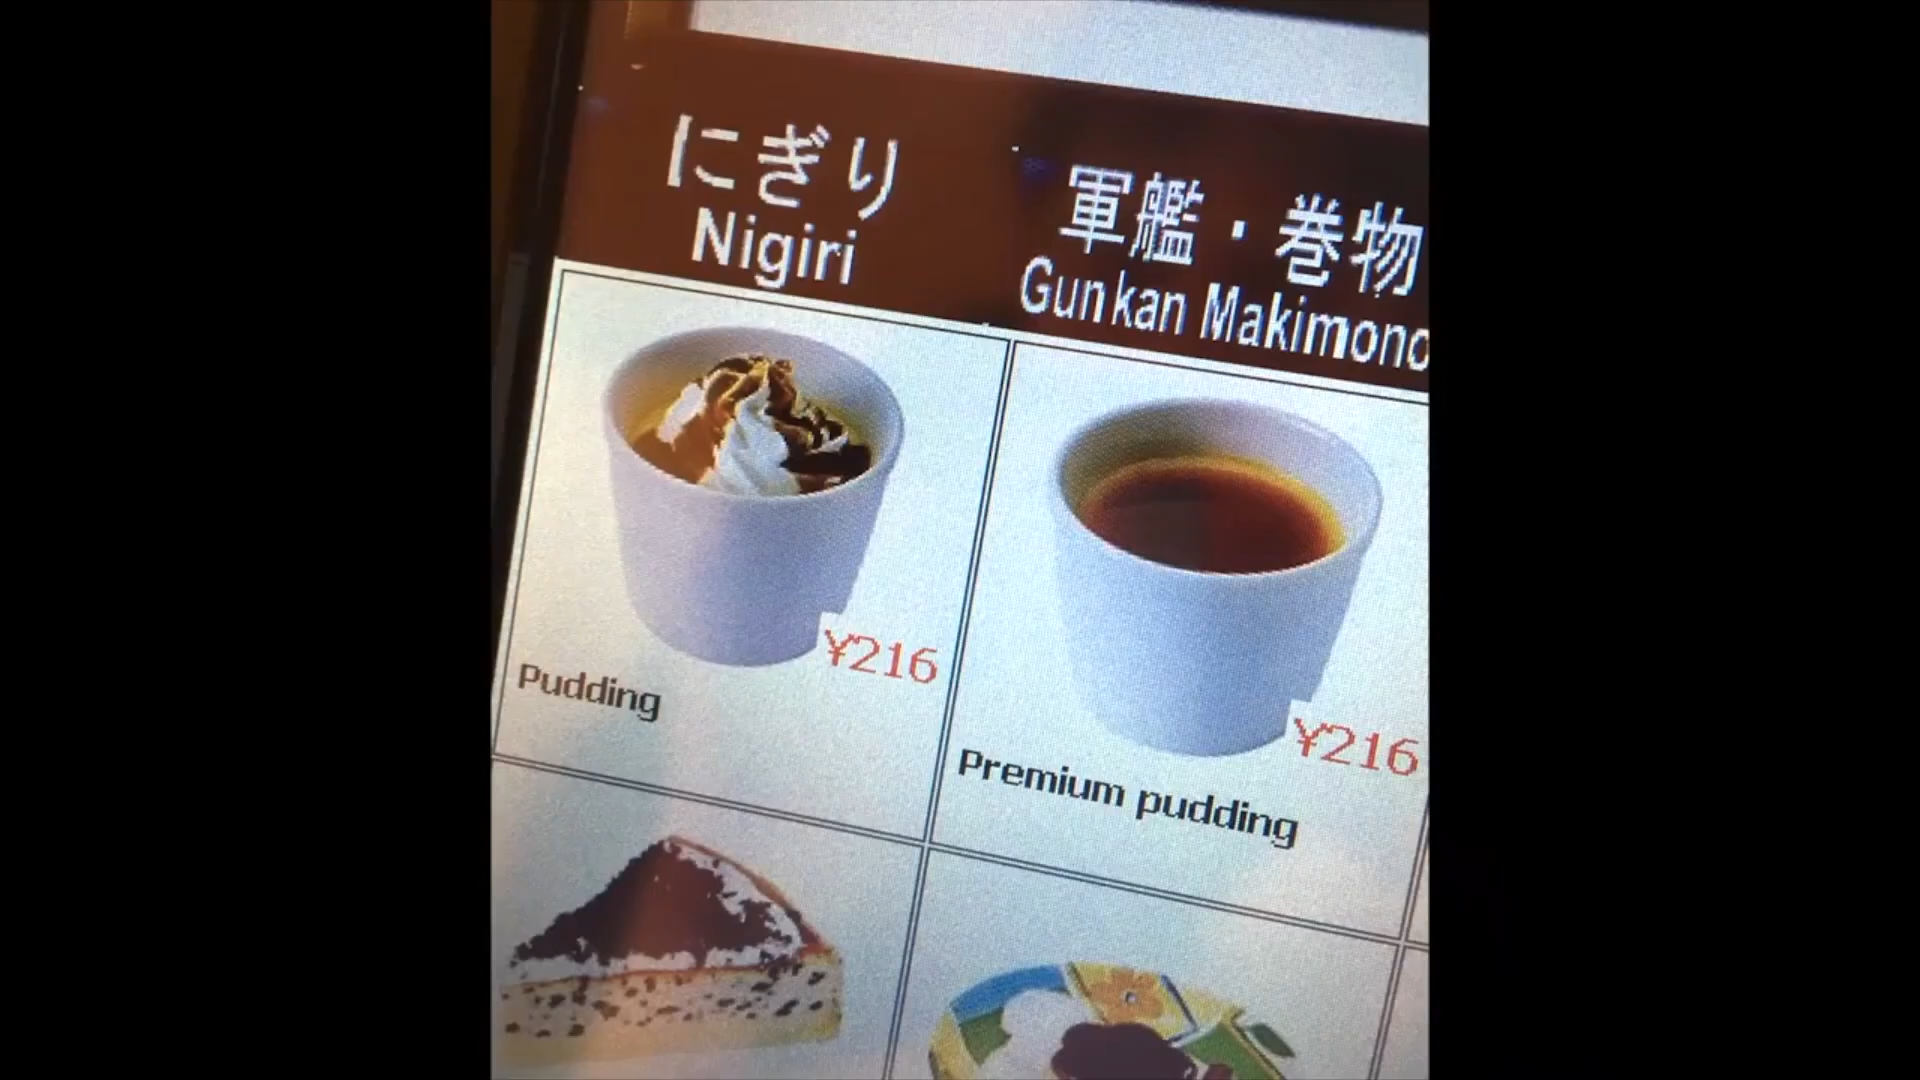 にぎり
Nigiri
軍艦・巻物
Gunkan Makimono
¥216
Pudding
¥216
Premium pudding